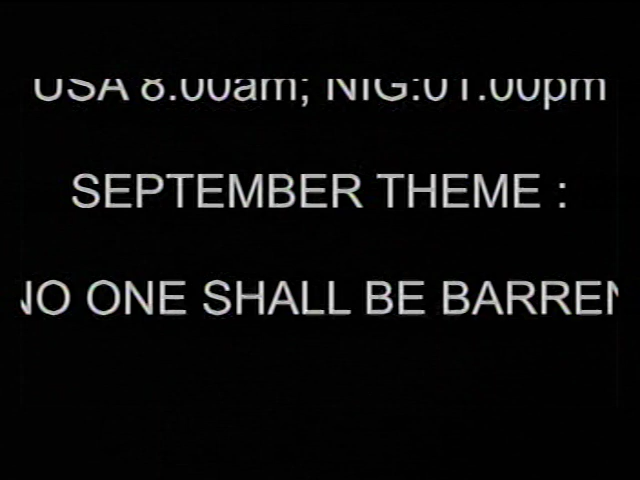 USA 8.00am; NIG:01.00pm
SEPTEMBER THEME :
NO ONE SHALL BE BARREN